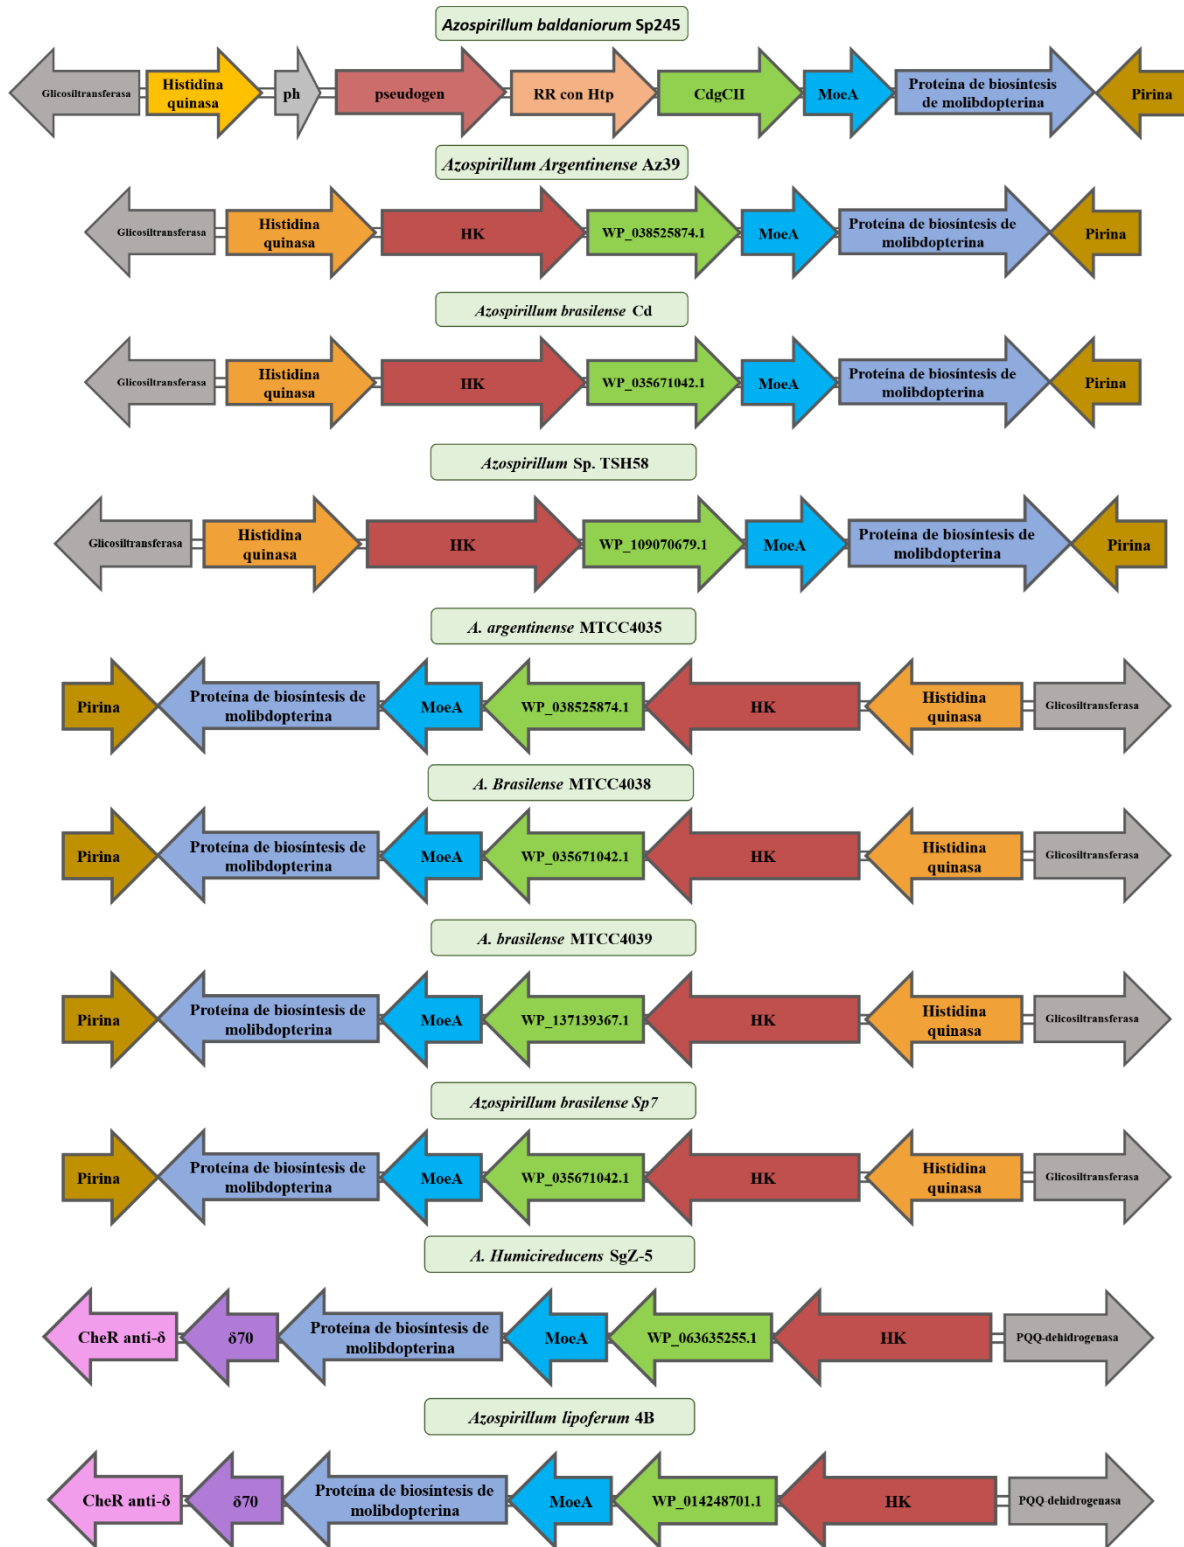 Azospirillum baldaniorum Sp245
Glicosiltransferasa
Histidina
quinasa
ph
pseudogen
RR con Htp
CdgCII
MoeA
Proteína de biosíntesis
de molibdopterina
Pirina
Azospirillum Argentinense Az39
Glicosiltransferasa
Histidina
quinasa
HK
WP_038525874.1
MoeA
Proteína de biosíntesis de
molibdopterina
Pirina
Azospirillum brasilense Cd
Glicosiltransferasa
Histidina
quinasa
HK
WP_035671042.1
MoeA
Proteína de biosíntesis de
molibdopterina
Pirina
Azospirillum Sp. TSH58
Glicosiltransferasa
Histidina
quinasa
HK
WP_109070679.1
MoeA
Proteína de biosíntesis de
molibdopterina
Pirina
A. argentinense MTCC4035
Pirina
Proteína de biosíntesis de
molibdopterina
MoeA
WP_038525874.1
HK
Histidina
quinasa
Glicosiltransferasa
A. Brasilense MTCC4038
Pirina
Proteína de biosíntesis de
molibdopterina
MoeA
WP_035671042.1
HK
Histidina
quinasa
Glicosiltransferasa
A. brasilense MTCC4039
Pirina
Proteína de biosíntesis de
molibdopterina
MoeA
WP_137139367.1
HK
Histidina
quinasa
Glicosiltransferasa
Azospirillum brasilense Sp7
Pirina
Proteína de biosíntesis de
molibdopterina
MoeA
WP_035671042.1
HK
Histidina
quinasa
Glicosiltransferasa
A. Humicireducens SgZ-5
CheR anti-δ
δ70
Proteína de biosíntesis de
molibdopterina
MoeA
WP_063635255.1
HK
PQQ-dehidrogenasa
Azospirillum lipoferum 4B
CheR anti-δ
δ70
Proteína de biosíntesis de
molibdopterina
MoeA
WP_014248701.1
HK
PQQ-dehidrogenasa